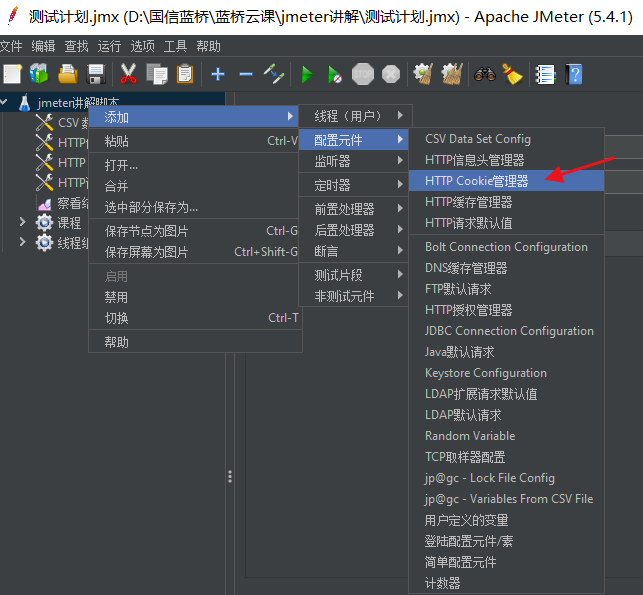 测试计划.jmx (D:\国信蓝桥\蓝桥云课\jmeter讲解\测试计划.jmx) - Apache JMeter (5.4.1)
文件 编辑 查找 运行 选项 工具 帮助
jmeter讲解脚本
CSV
HTTP
HTTP
HTTP
察看结
课程
线程组
添加
粘贴 Ctrl-V
打开...
合并
选中部分保存为...
保存节点为图片 Ctrl-G
保存屏幕为图片 Ctrl+Shift-G
启用
禁用
切换 Ctrl-T
帮助
线程（用户）
配置元件
监听器
定时器
前置处理器
后置处理器
断言
测试片段
非测试元件
CSV Data Set Config
HTTP信息头管理器
HTTP Cookie管理器
HTTP缓存管理器
HTTP请求默认值
Bolt Connection Configuration
DNS缓存管理器
FTP默认请求
HTTP授权管理器
JDBC Connection Configuration
Java默认请求
Keystore Configuration
LDAP扩展请求默认值
LDAP默认请求
Random Variable
TCP取样器配置
jp@gc - Lock File Config
jp@gc - Variables From CSV File
用户定义的变量
登陆配置元件/素
简单配置元件
计数器